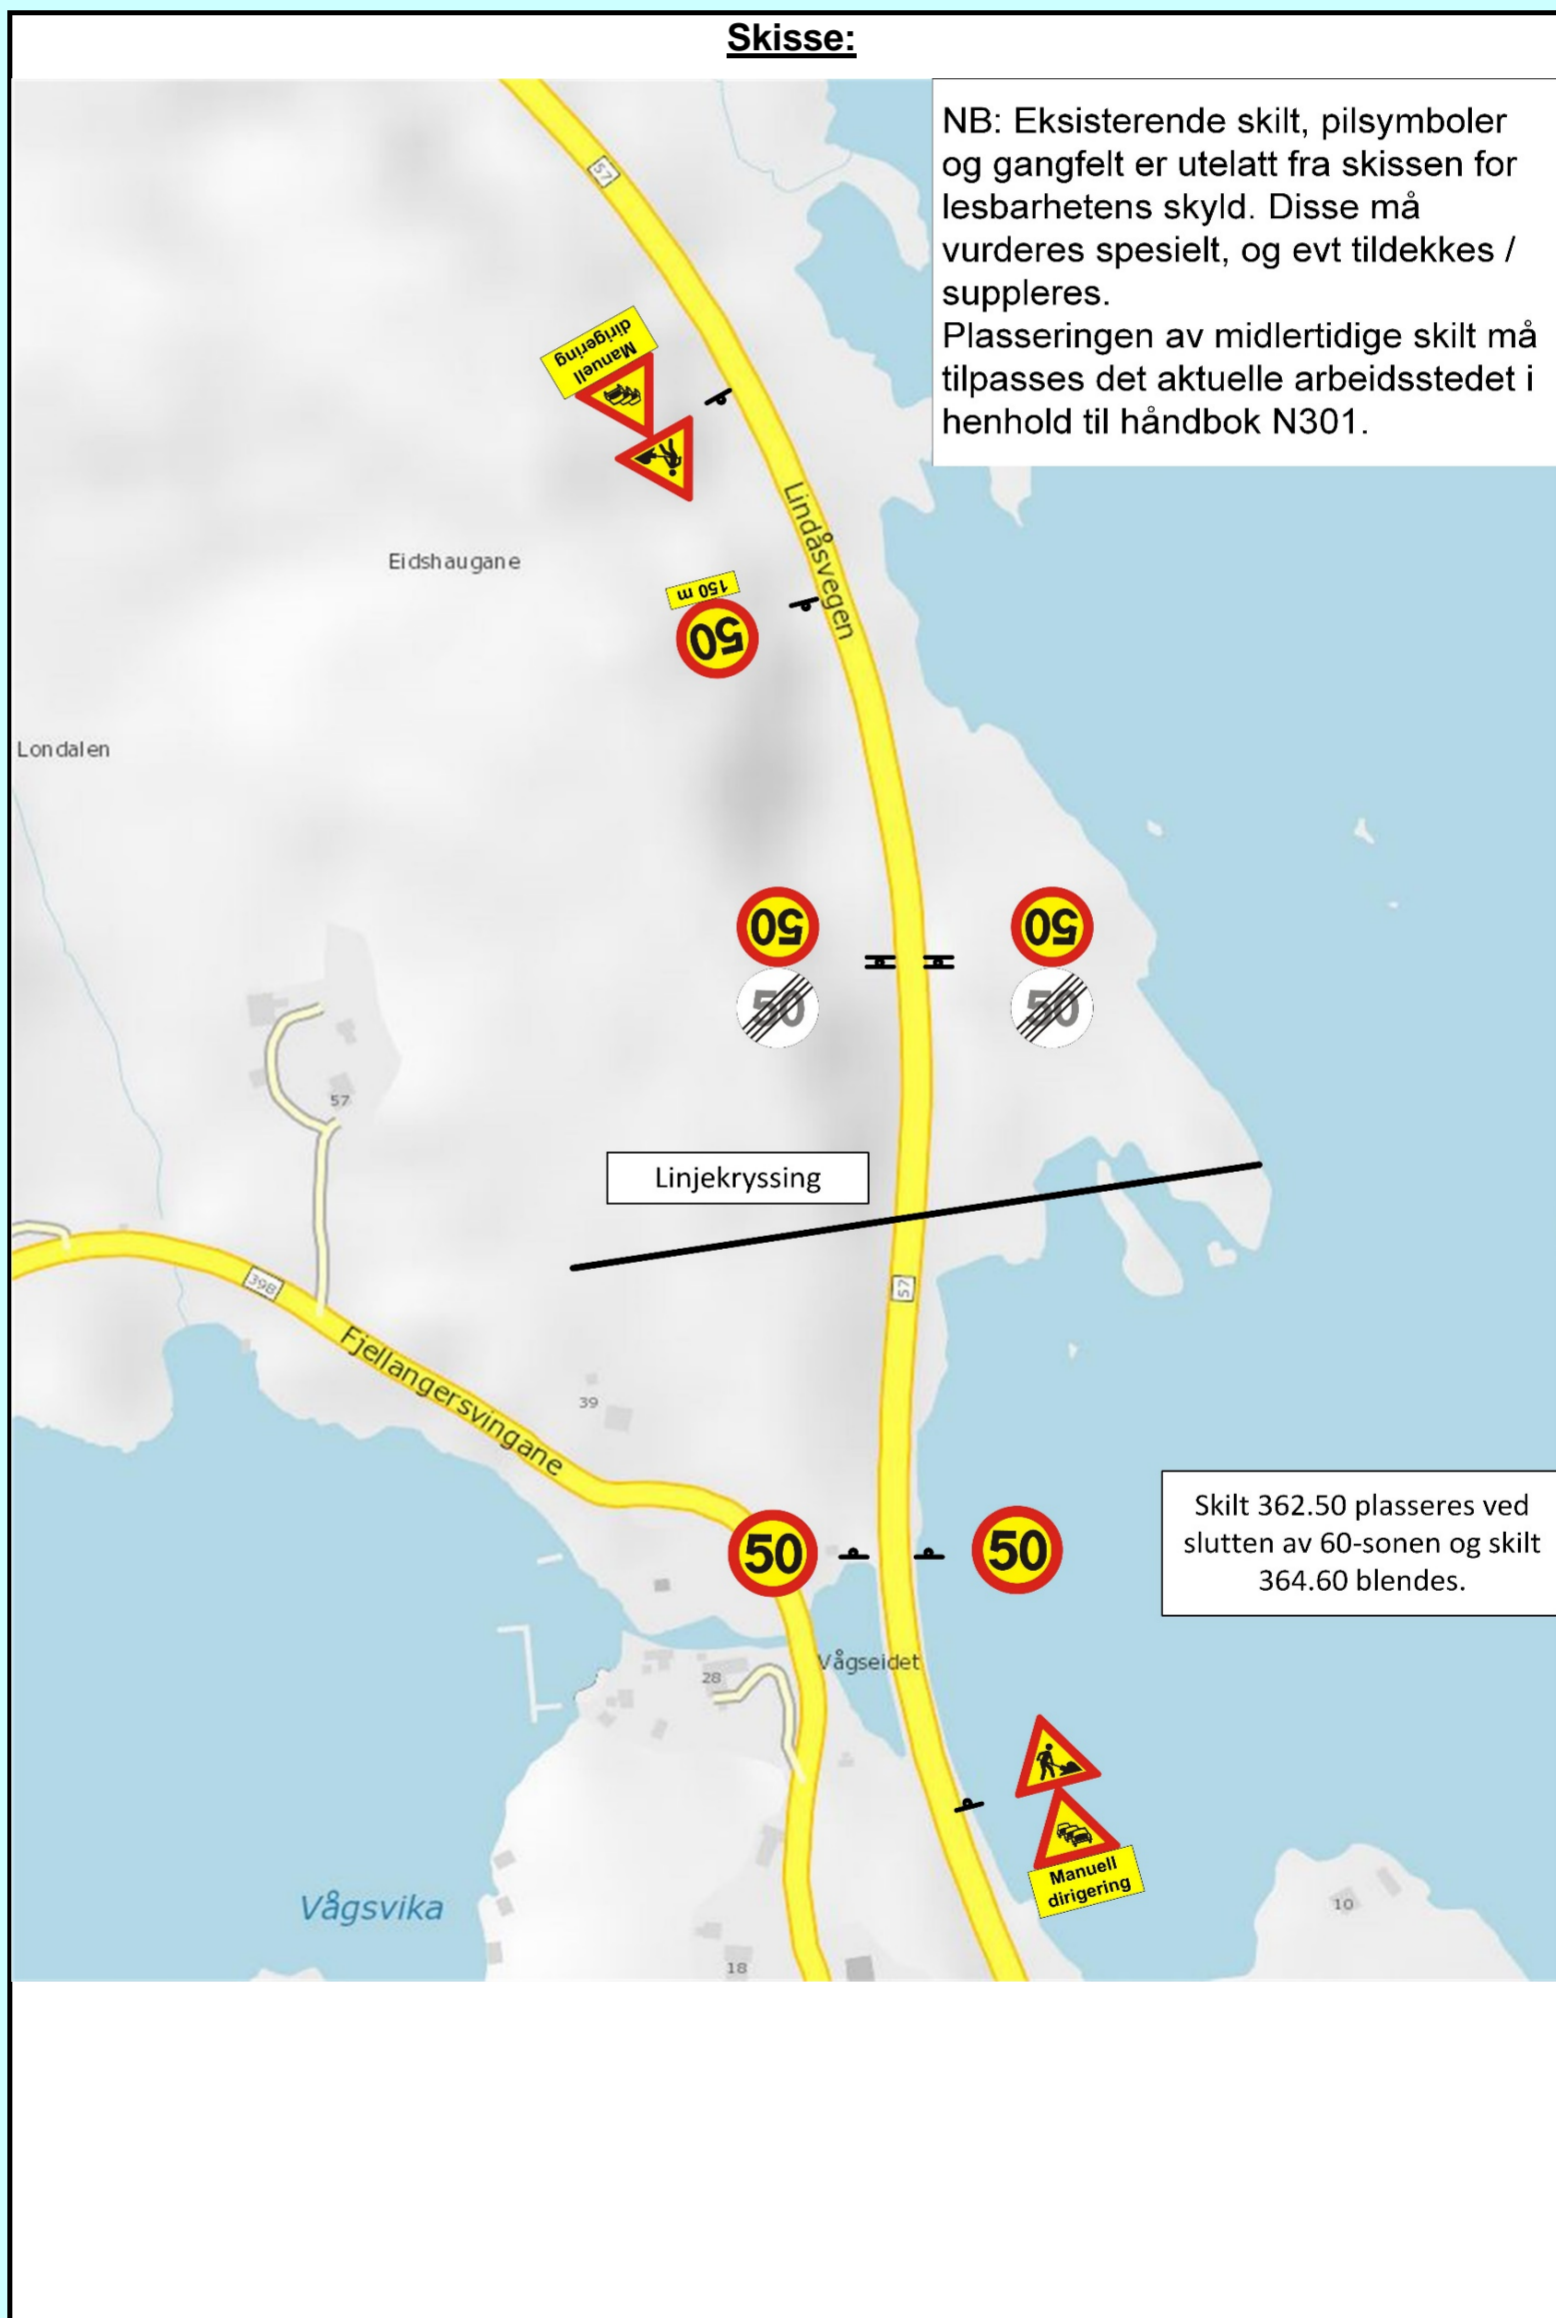 Skisse:
NB: Eksisterende skilt, pilsymboler
og gangfelt er utelatt fra skissen for
lesbarhetens skyld. Disse må
vurderes spesielt, og evt tildekkes /
suppleres.
Plasseringen av midlertidige skilt må
tilpasses det aktuelle arbeidsstedet i
henhold til håndbok N301.
57
Manuell
dirigering
Lindåsvegen
Eidshaugane
150 m
50
Londalen
50
50
50
50
57
Linjekryssing
398
57
Fjellangersvingane
39
Skilt 362.50 plasseres ved
slutten av 60-sonen og skilt
364.60 blendes.
50
50
Vågseidet
28
Manuell
dirigering
Vågsvika
10
18